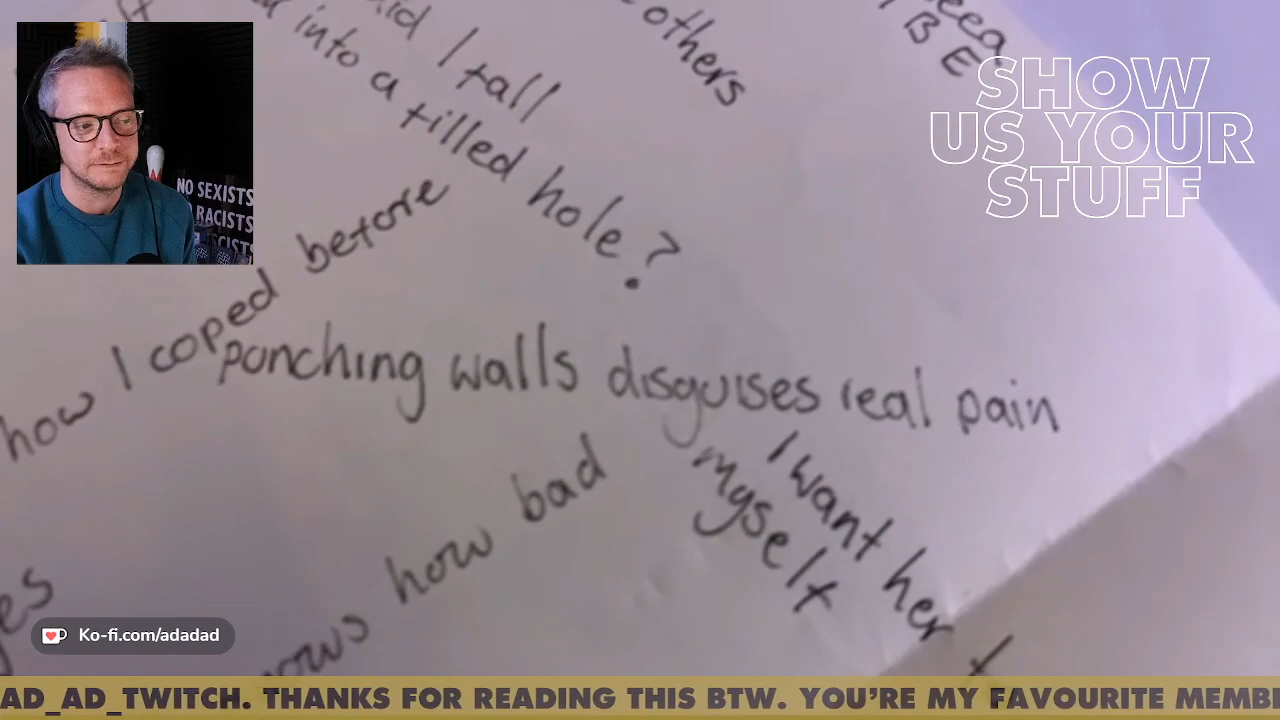 I fall
others
BE
into a filled hole?
SHOW
US YOUR
STUFF
NO SEXISTS
RACISTS
how I coped before
punching walls disguises real pain
how bad
I want her
myself
Ko-fi.com/adadad
AD_AD_TWITCH. THANKS FOR READING THIS BTW. YOU'RE MY FAVOURITE MEMB